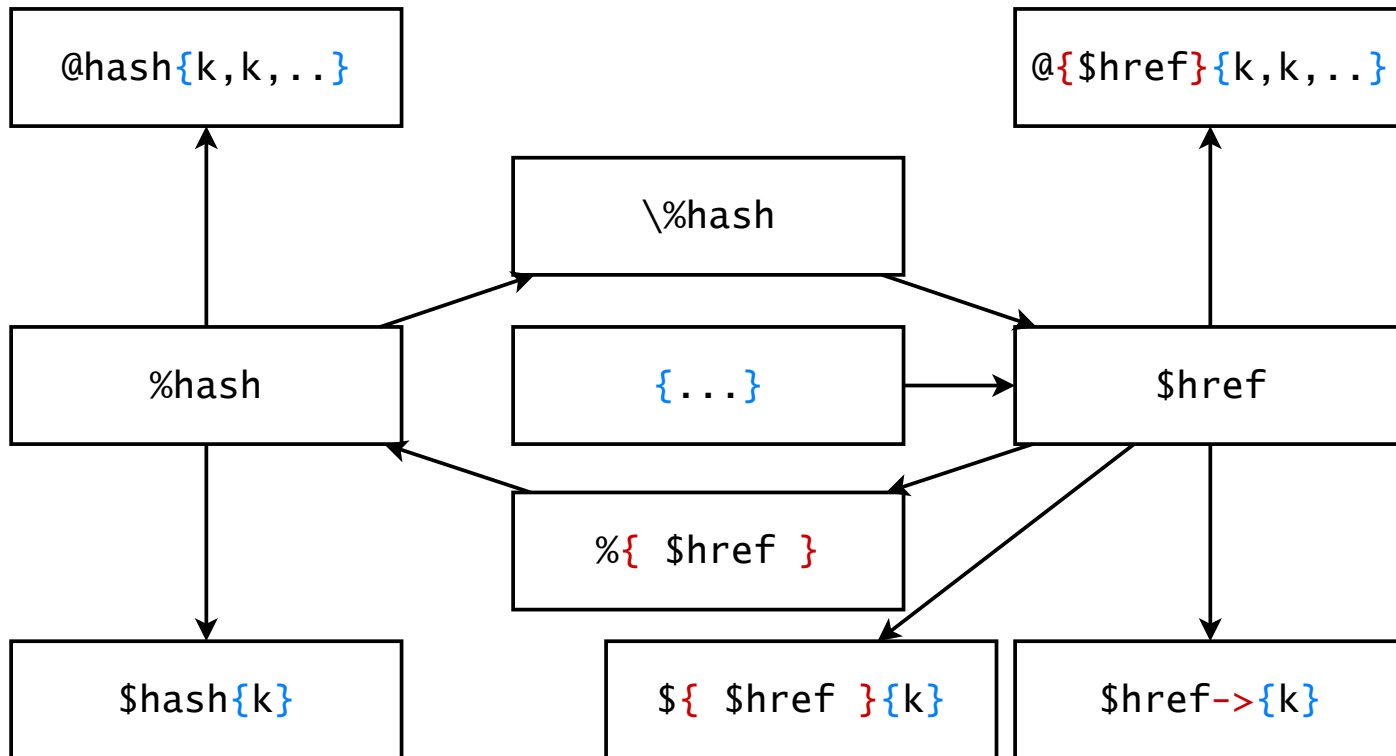 @hash{k,k,..}
@{$href}{k,k,..}
\%hash
%hash
{...}
$href
%{ $href }
$hash{k}
${ $href }{k}
$href->{k}